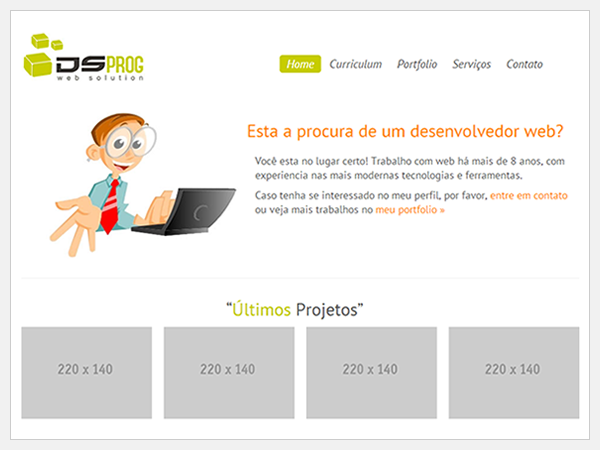 DSPROG
web solution
Home Curriculum Portfolio Serviços Contato
Esta a procura de um desenvolvedor web?
Você esta no lugar certo! Trabalho com web há mais de 8 anos, com
experiencia nas mais modernas tecnologias e ferramentas.
Caso tenha se interessado no meu perfil, por favor, entre em contato
ou veja mais trabalhos no meu portfolio »
“Últimos Projetos”
220 x 140 220 x 140 220 x 140 220 x 140